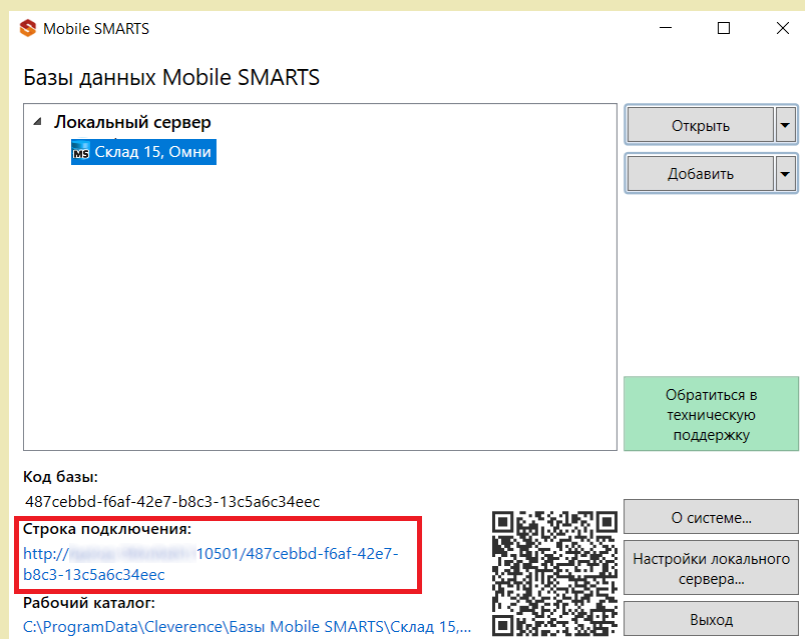 Mobile SMARTS
Базы данных Mobile SMARTS
Локальный сервер
MS Склад 15, Омни
Открыть
Добавить
Обратиться в
техническую
поддержку
Код базы:
487cebbd-f6af-42e7-b8c3-13c5a6c34eec
Строка подключения:
http:// 10501/487cebbd-f6af-42e7-
b8c3-13c5a6c34eec
Рабочий каталог:
C:\ProgramData\Cleverence\Базы Mobile SMARTS\Склад 15,...
О системе...
Настройки локального
сервера...
Выход